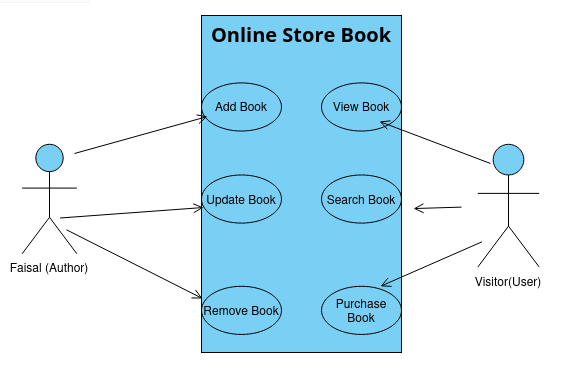 Online Store Book
Add Book
View Book
Update Book
Search Book
Faisal (Author)
Visitor(User)
Remove Book
Purchase
Book